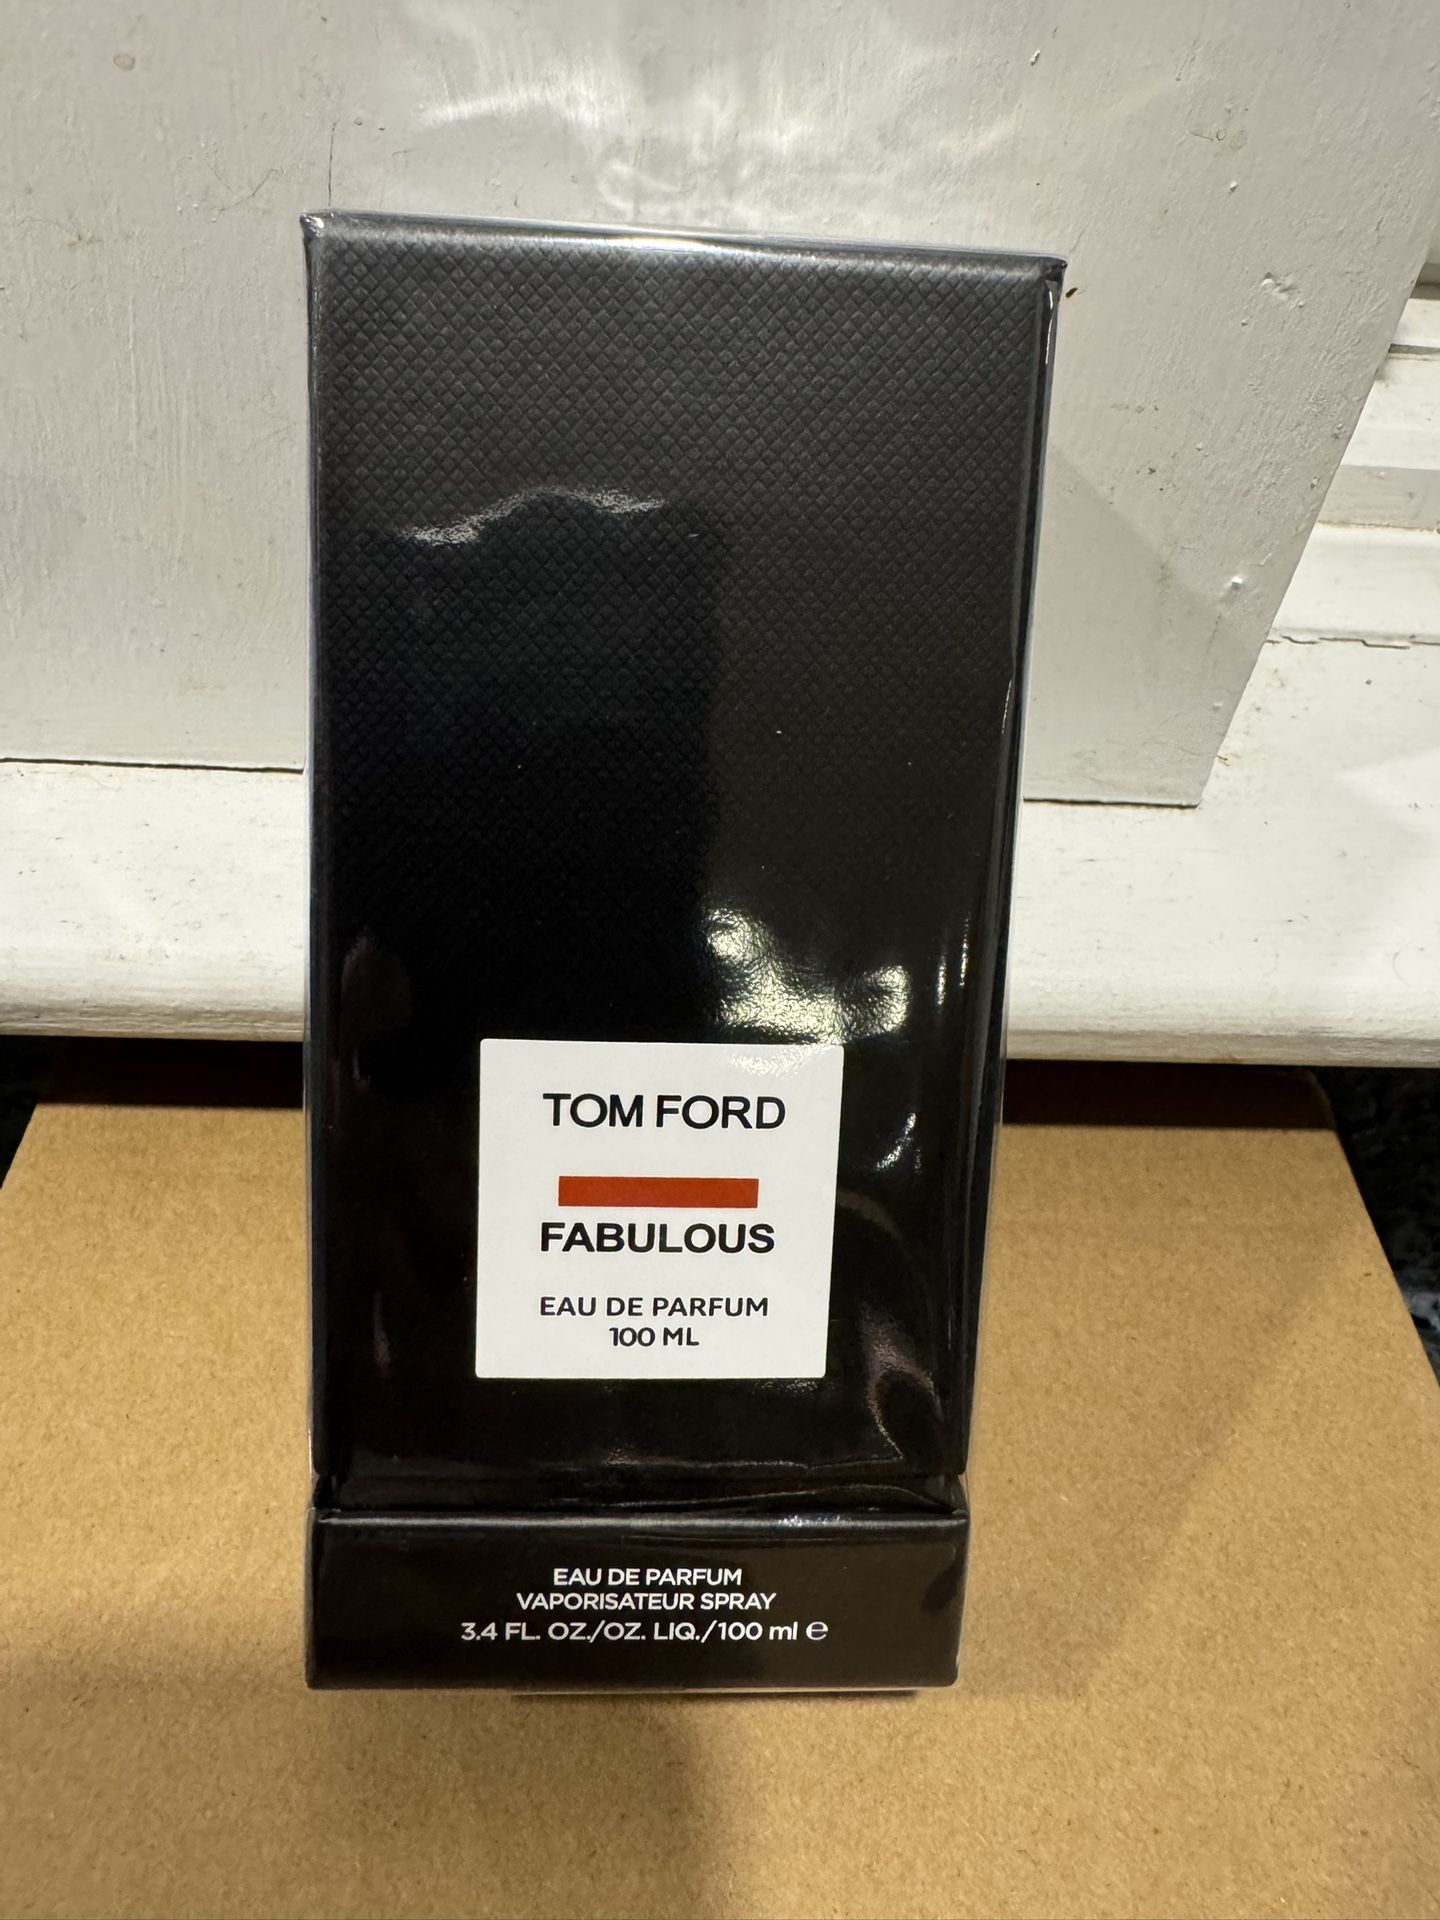 TOM FORD
FABULOUS
EAU DE PARFUM
100 ML
EAU DE PARFUM
VAPORISATEUR SPRAY
3.4 FL. OZ./OZ. LIQ./100 ml ℮